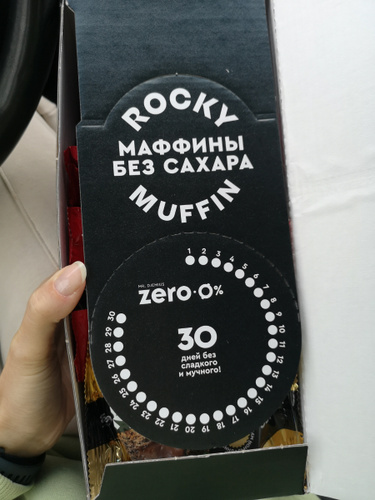 ROCKY
МАФФИНЫ
БЕЗ САХАРА
MUFFIN
1 2 3 4 5 6 7 8 9 10 11 12 13 14 15 16 17 18 19 20 21 22 23 24 25 26 27 28 29 30
MR. DJEMIUS
zero·0%
30
дней без
сладкого
и мучного!